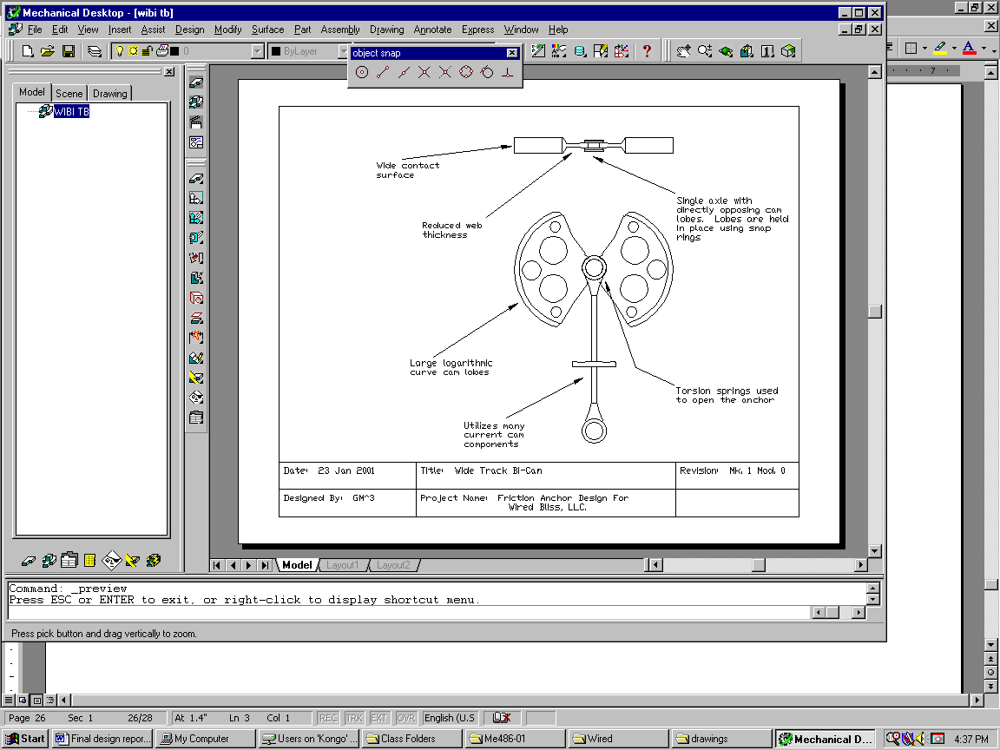 Mechanical Desktop - [wibi tb]
File Edit View Insert Assist Design Modify Surface Part Assembly Drawing Annotate Express Window Help
0 ByLayer
object snap
7
Model Scene Drawing
WIBI TB
Wide contact
surface
Reduced web
thickness
Single axle with
directly opposing cam
lobes. Lobes are held
in place using snap
rings
Large logarithmic
curve cam lobes
Torsion springs used
to open the anchor
Utilizes many
current cam
components
Date: 23 Jan 2001 Title: Wide Track Bi-Cam Revision: Mk. 1 Mod. 0
Designed By: GM^3 Project Name: Friction Anchor Design For
Wired Bliss, LLC.
Model Layout1 Layout2
Command: _preview
Press ESC or ENTER to exit, or right-click to display shortcut menu.
Press pick button and drag vertically to zoom.
Page 26 Sec 1 26/28 At 1.4" Ln 3 Col 1 REC TRK EXT OVR English (U.S
Start Final design repor... My Computer Users on 'Kongo' ... Class Folders Me486-01 Wired drawings Mechanical D... 4:37 PM